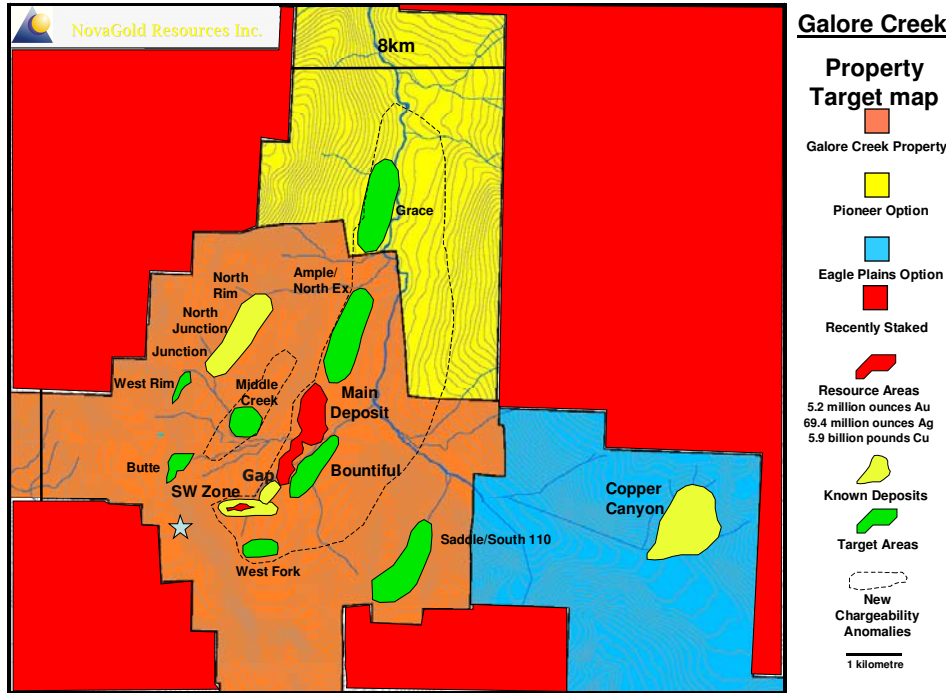 NovaGold Resources Inc.
8km
Grace
North
Rim
Ample/
North Ex
North
Junction
Junction
West Rim
Middle
Creek
Main
Deposit
Butte
Gap
Bountiful
SW Zone
West Fork
Saddle/South 110
Copper
Canyon
Galore Creek
Property
Target map
Galore Creek Property
Pioneer Option
Eagle Plains Option
Recently Staked
Resource Areas
5.2 million ounces Au
69.4 million ounces Ag
5.9 billion pounds Cu
Known Deposits
Target Areas
New
Chargeability
Anomalies
1 kilometre